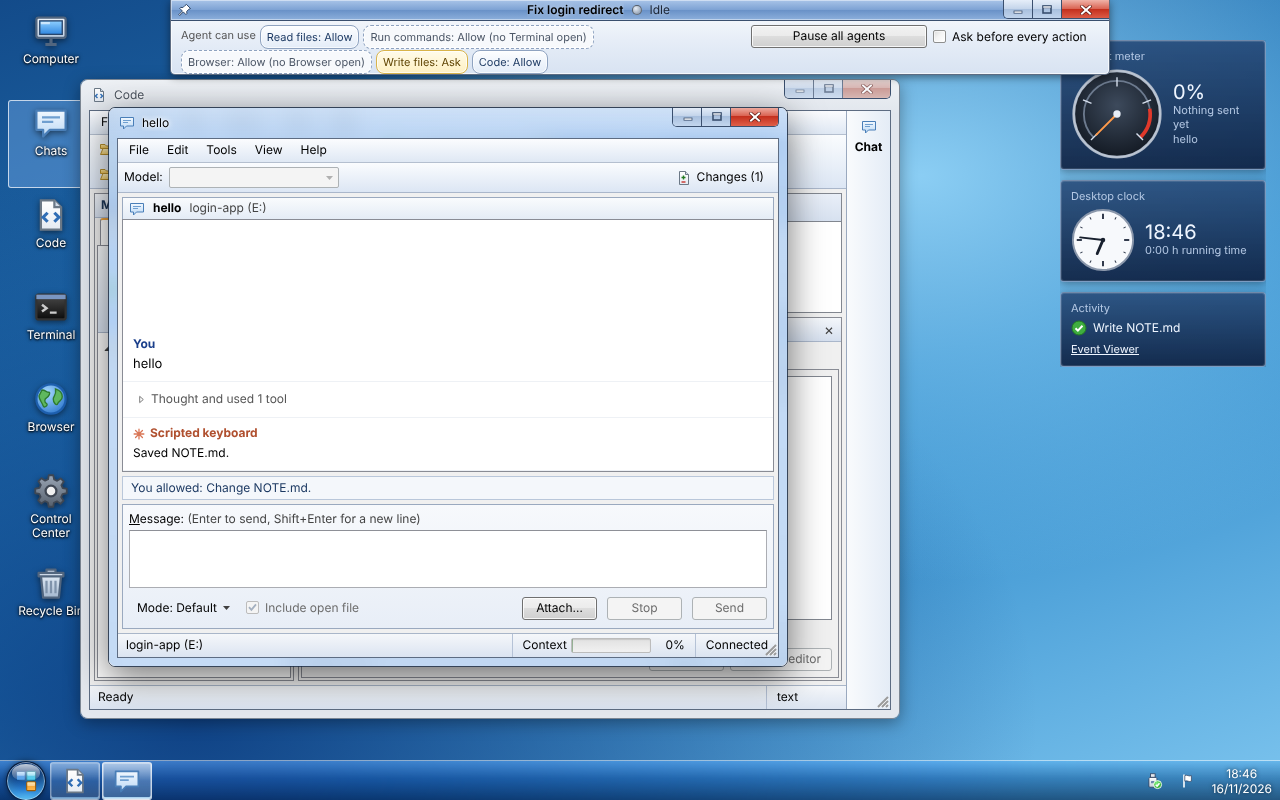 Fix login redirect Idle
Agent can use Read files: Allow Run commands: Allow (no Terminal open)
Browser: Allow (no Browser open) Write files: Ask Code: Allow
Pause all agents Ask before every action
Computer
Chats
Code
Terminal
Browser
Control
Center
Recycle Bin
Code
hello
File Edit Tools View Help
Model: Changes (1)
hello login-app (E:)
You
hello
Thought and used 1 tool
Scripted keyboard
Saved NOTE.md.
You allowed: Change NOTE.md.
Message: (Enter to send, Shift+Enter for a new line)
Mode: Default Include open file Attach... Stop Send
login-app (E:) Context 0% Connected
editor
Ready text
Chat
meter
0%
Nothing sent
yet
hello
Desktop clock
18:46
0:00 h running time
Activity
Write NOTE.md
Event Viewer
18:46
16/11/2026